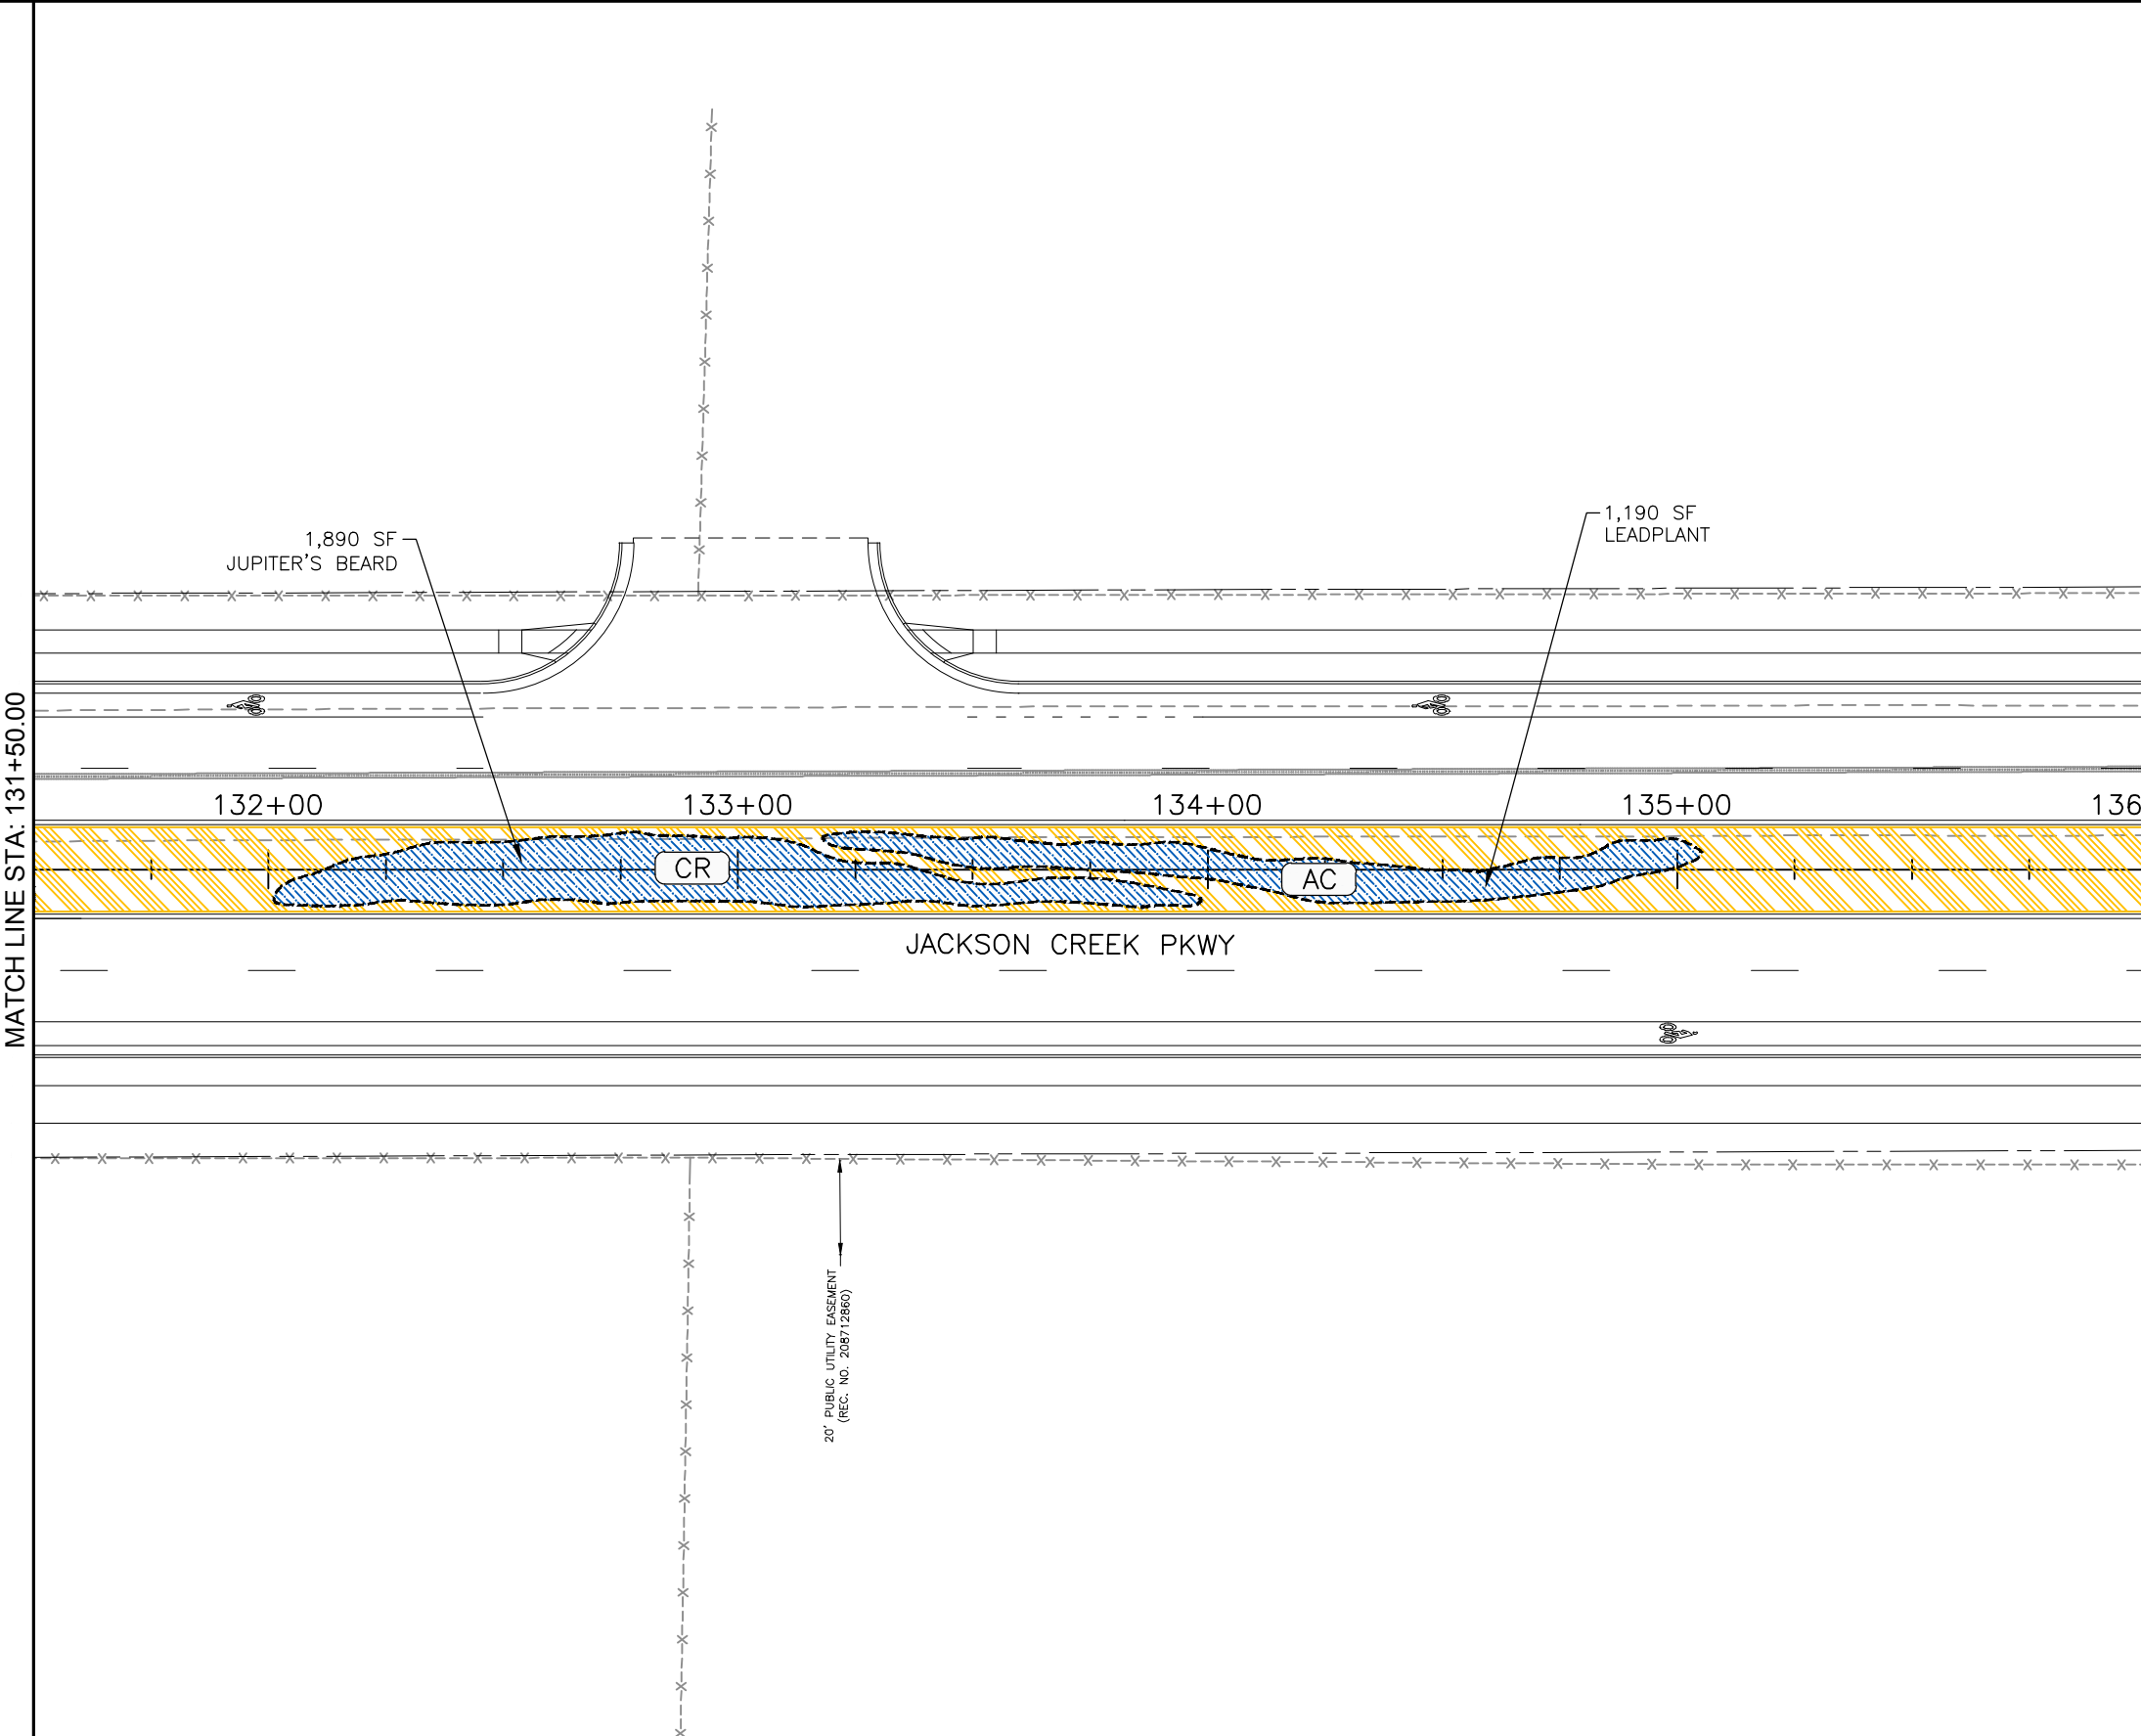 1,890 SF
JUPITER'S BEARD
1,190 SF
LEADPLANT
MATCH LINE STA: 131+50.00
132+00
133+00
134+00
135+00
136
CR
AC
JACKSON CREEK PKWY
20' PUBLIC UTILITY EASEMENT
(REC. NO. 208712860)